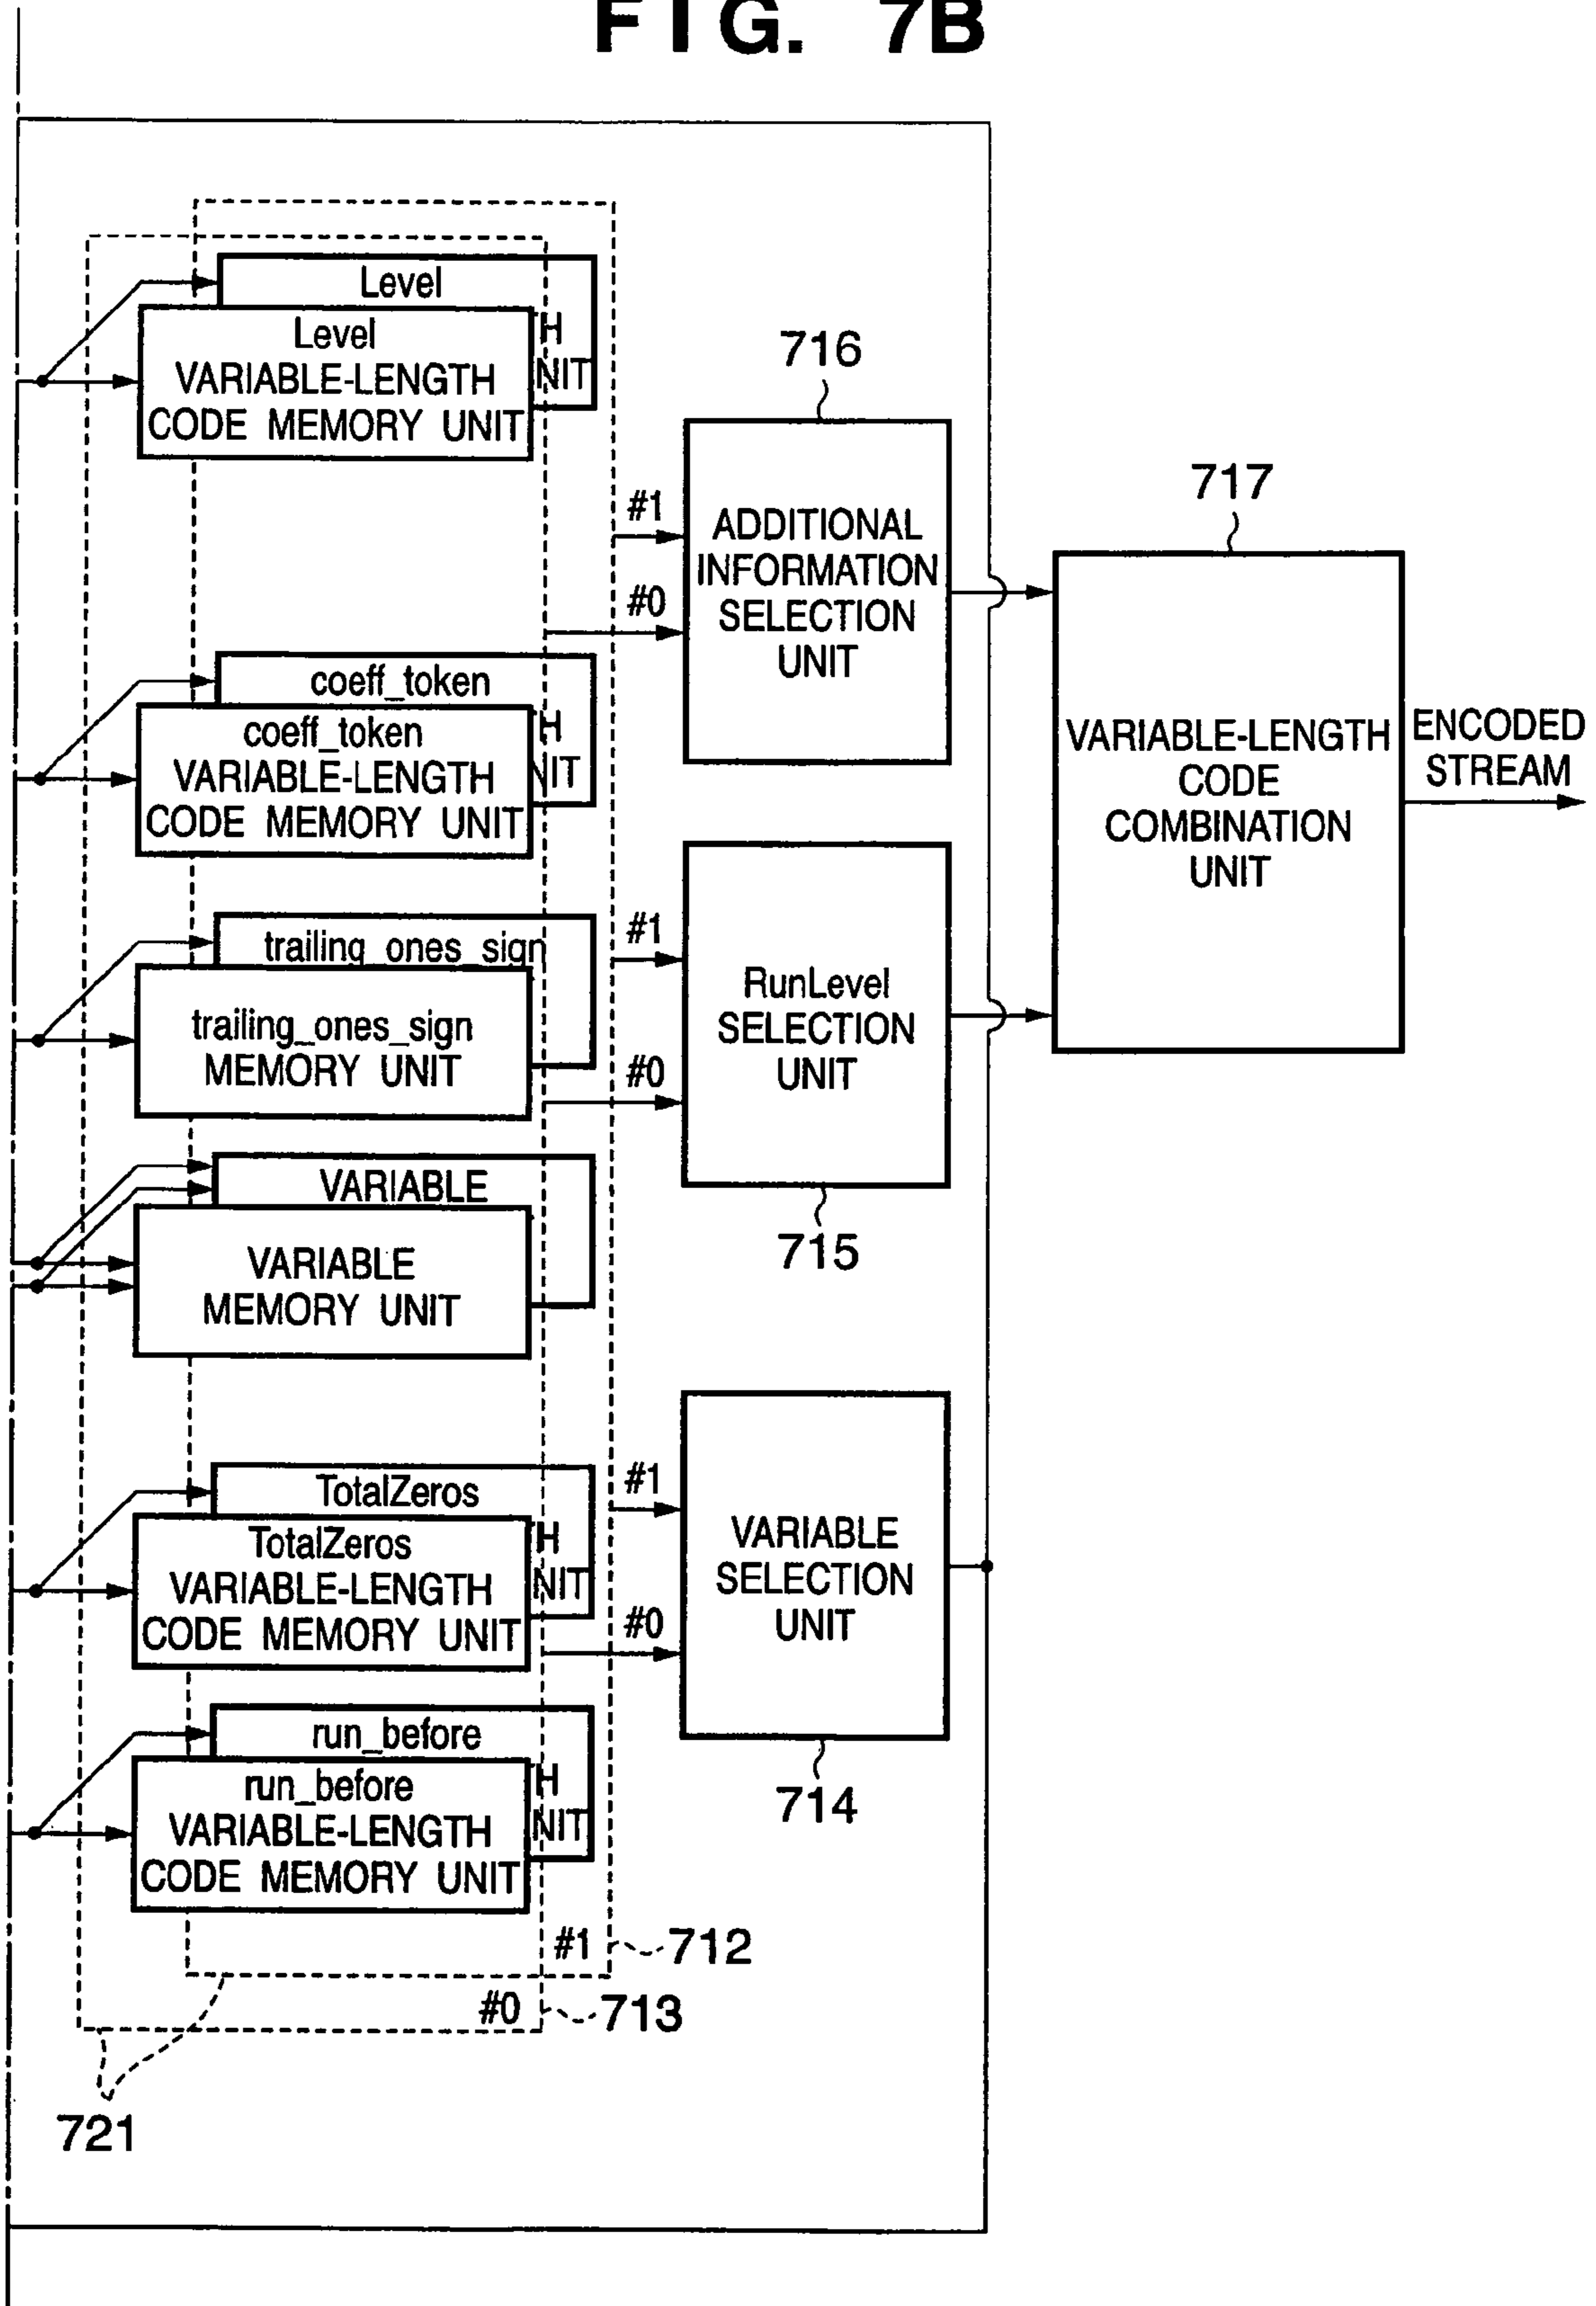 FIG. 7B
Level
H
NIT
Level
VARIABLE-LENGTH
CODE MEMORY UNIT
716
ADDITIONAL
INFORMATION
SELECTION
UNIT
#1
#0
717
VARIABLE-LENGTH
CODE
COMBINATION
UNIT
ENCODED
STREAM
coeff_token
H
NIT
coeff_token
VARIABLE-LENGTH
CODE MEMORY UNIT
trailing_ones_sign
trailing_ones_sign
MEMORY UNIT
#1
#0
RunLevel
SELECTION
UNIT
715
VARIABLE
VARIABLE
MEMORY UNIT
TotalZeros
H
NIT
TotalZeros
VARIABLE-LENGTH
CODE MEMORY UNIT
#1
#0
VARIABLE
SELECTION
UNIT
714
run_before
H
NIT
run_before
VARIABLE-LENGTH
CODE MEMORY UNIT
#1
712
#0
713
721